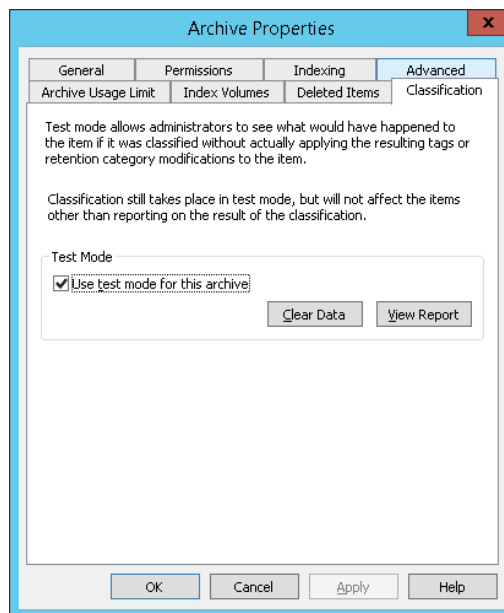 Archive Properties
x
General Permissions Indexing Advanced
Archive Usage Limit Index Volumes Deleted Items Classification
Test mode allows administrators to see what would have happened to
the item if it was classified without actually applying the resulting tags or
retention category modifications to the item.
Classification still takes place in test mode, but will not affect the items
other than reporting on the result of the classification.
Test Mode
Use test mode for this archive
Clear Data View Report
OK Cancel Apply Help